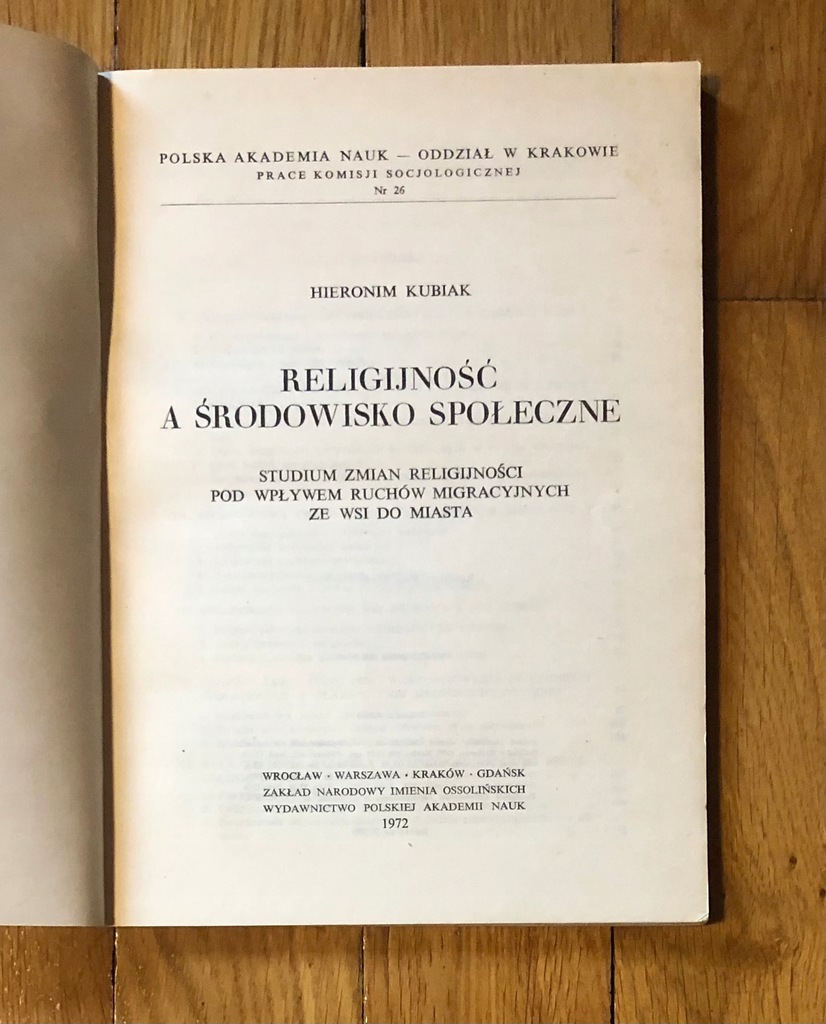 POLSKA AKADEMIA NAUK — ODDZIAŁ W KRAKOWIE
PRACE KOMISJI SOCJOLOGICZNEJ
Nr 26
HIERONIM KUBIAK
RELIGIJNOŚĆ
A ŚRODOWISKO SPOŁECZNE
STUDIUM ZMIAN RELIGIJNOŚCI
POD WPŁYWEM RUCHÓW MIGRACYJNYCH
ZE WSI DO MIASTA
WROCŁAW · WARSZAWA · KRAKÓW · GDAŃSK
ZAKŁAD NARODOWY IMIENIA OSSOLIŃSKICH
WYDAWNICTWO POLSKIEJ AKADEMII NAUK
1972